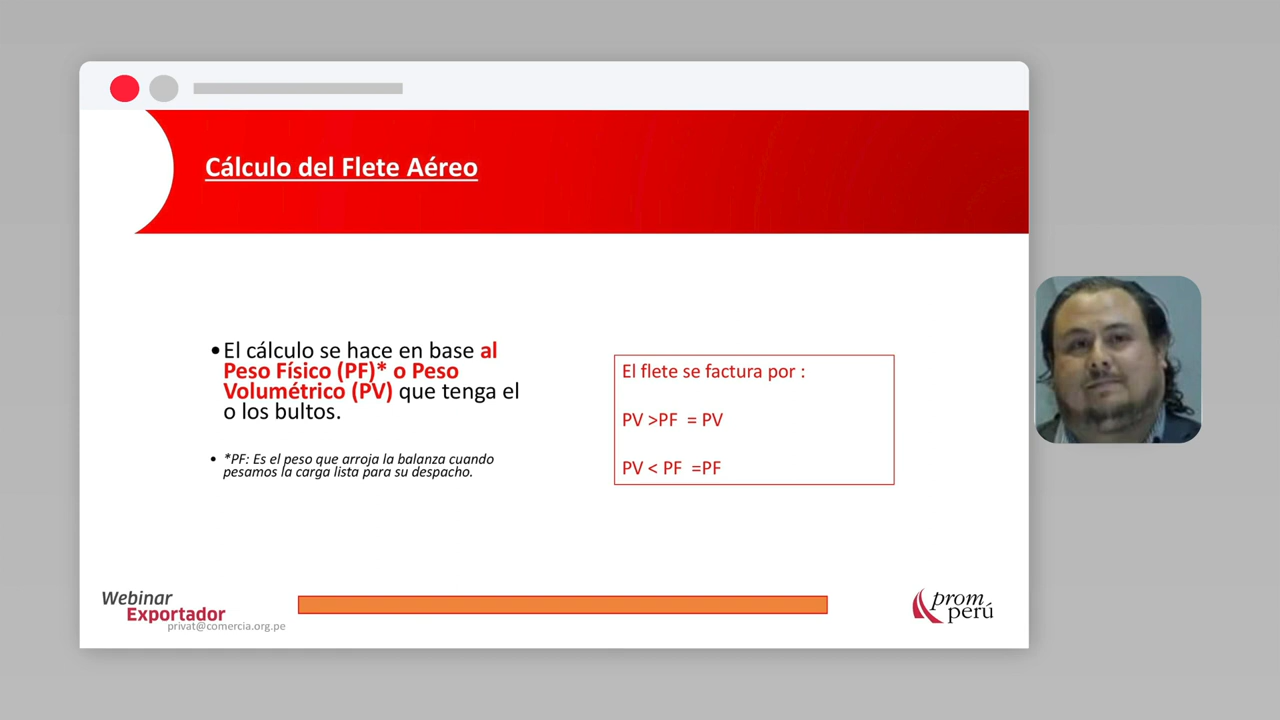 Cálculo del Flete Aéreo
•El cálculo se hace en base al
Peso Físico (PF)* o Peso
Volumétrico (PV) que tenga el
o los bultos.
• *PF: Es el peso que arroja la balanza cuando
pesamos la carga lista para su despacho.
El flete se factura por :
PV >PF = PV
PV < PF =PF
Webinar
Exportador
privat@comercia.org.pe
prom
perú